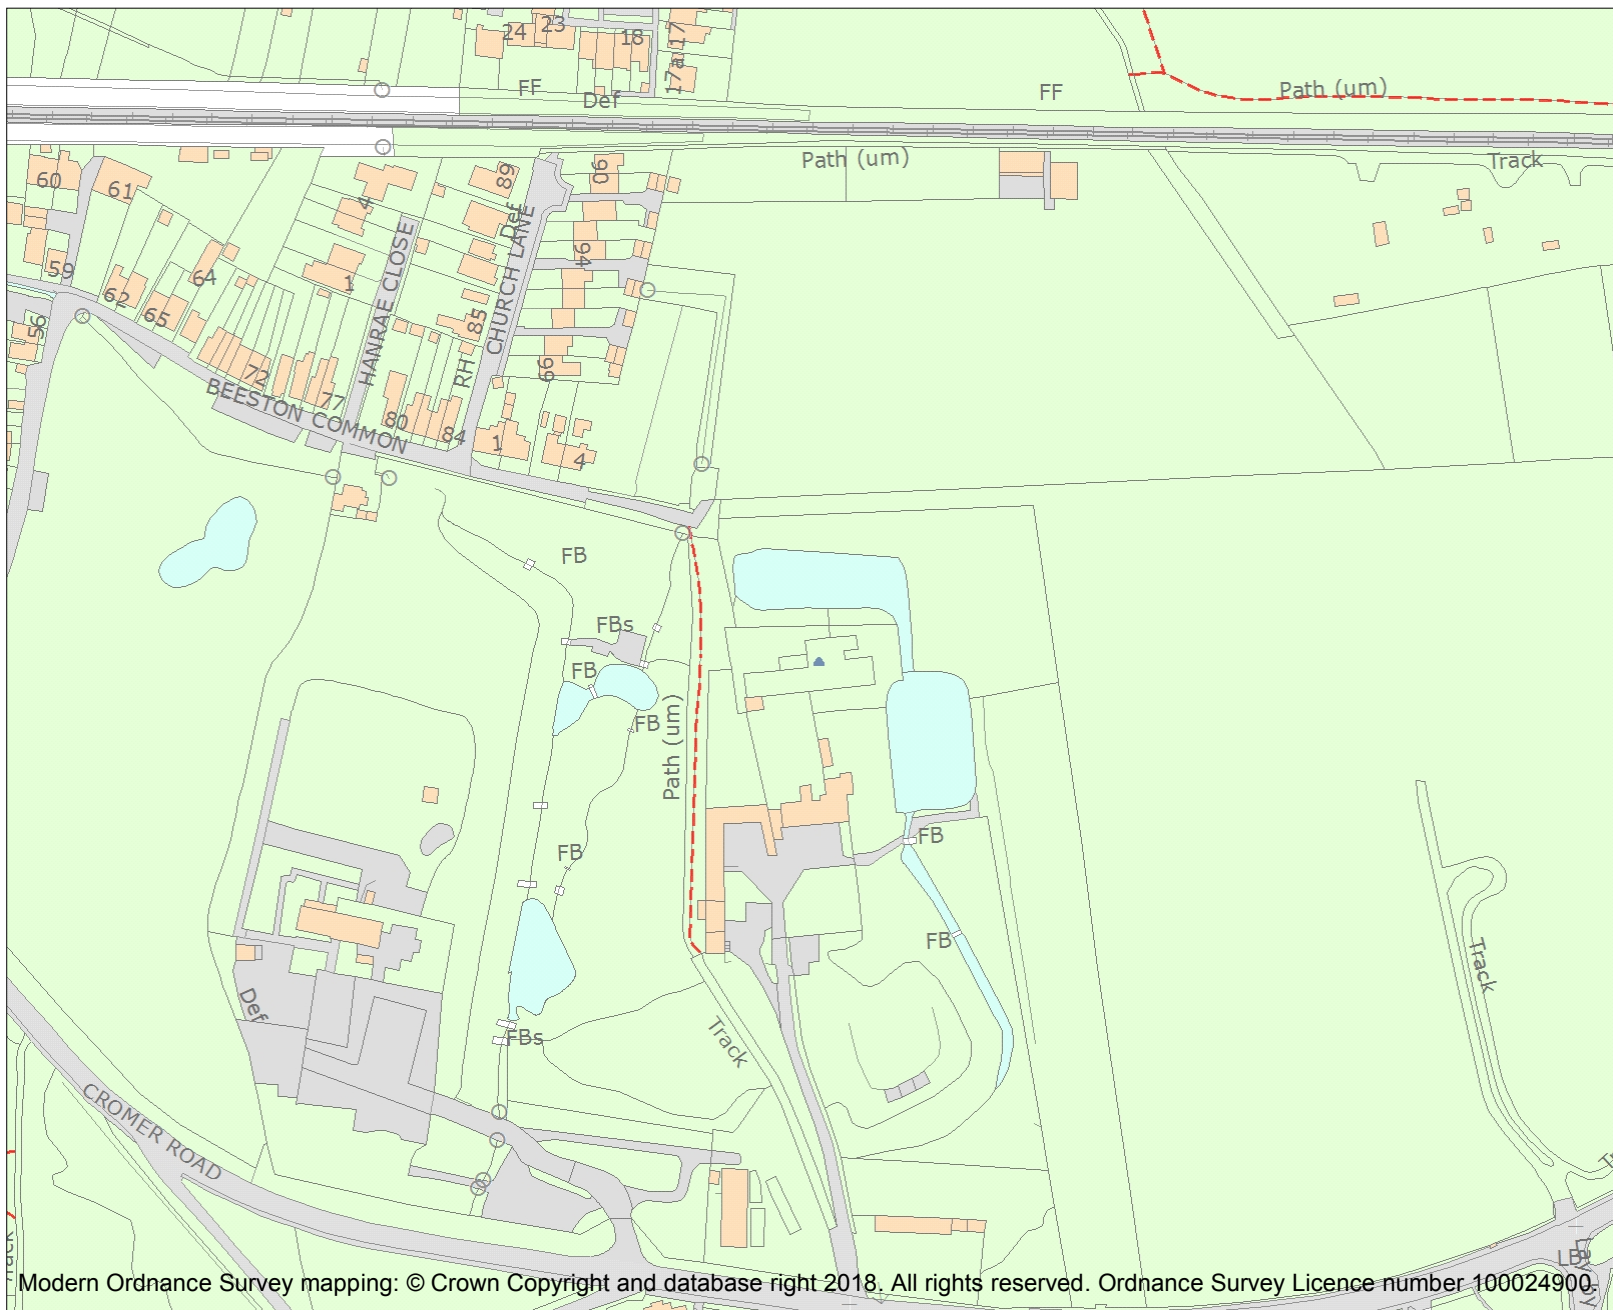 24
23
18
17a17
FF
Def
FF
Path (um)
Path (um)
Track
60
61
4
89
90
Def
59
62
64
65
1
94
56
HANRAE CLOSE
CHURCH LANE
85
RH
99
72
77
80
84
1
4
BEESTON COMMON
FB
FBs
FB
FB
Path (um)
FB
FB
FB
Track
Def
FBs
Track
CROMER ROAD
LB
Modern Ordnance Survey mapping: © Crown Copyright and database right 2018. All rights reserved. Ordnance Survey Licence number 100024900.